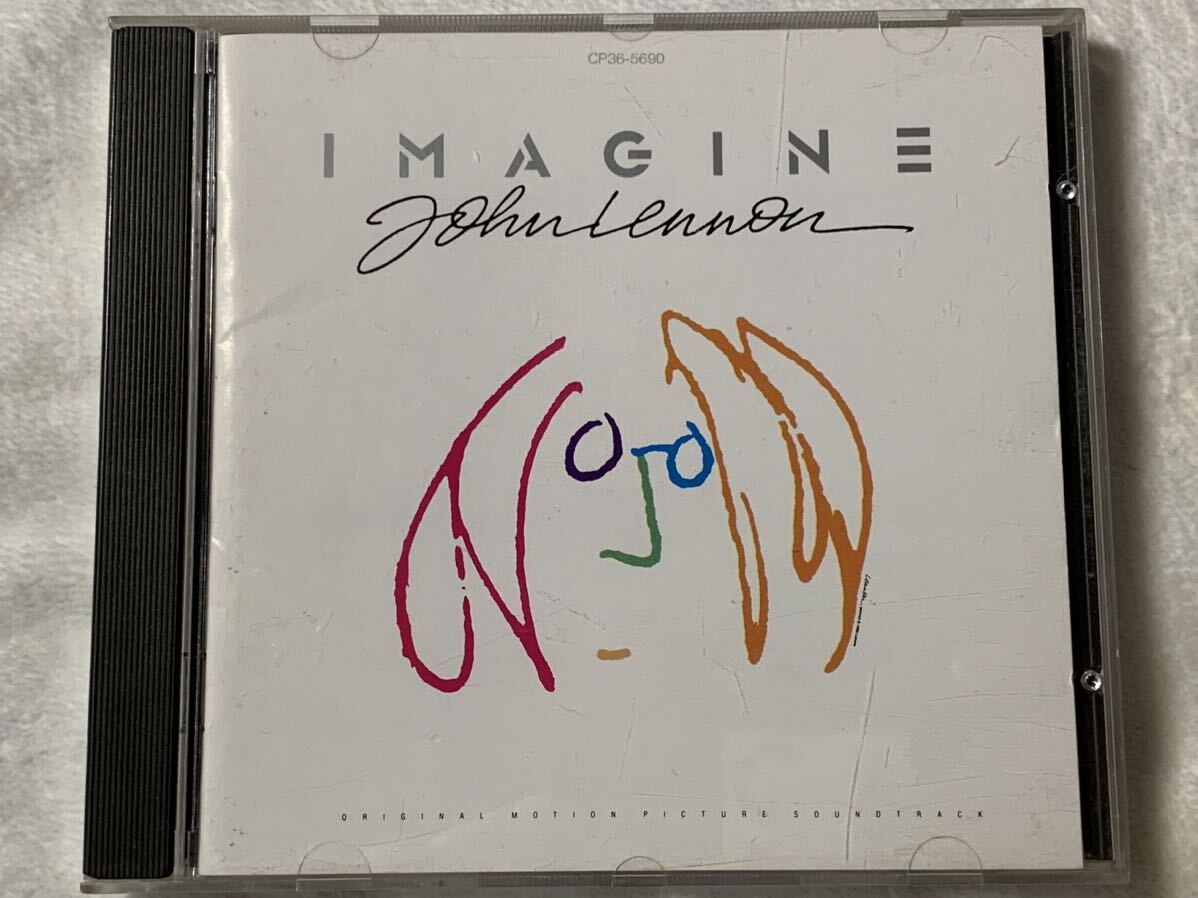 CP36-5690
IMAGINE
John Lennon
ORIGINAL MOTION PICTURE SOUNDTRACK